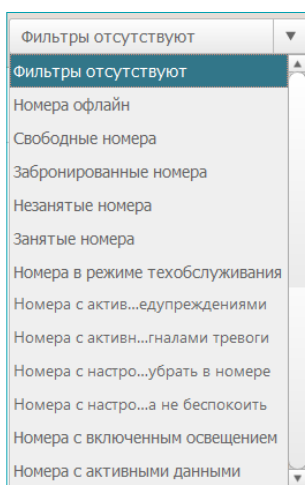 Фильтры отсутствуют
Фильтры отсутствуют
Номера офлайн
Свободные номера
Забронированные номера
Незанятые номера
Занятые номера
Номера в режиме техобслуживания
Номера с актив...едупреждениями
Номера с активн...гналами тревоги
Номера с настро...убрать в номере
Номера с настро...а не беспокоить
Номера с включенным освещением
Номера с активными данными